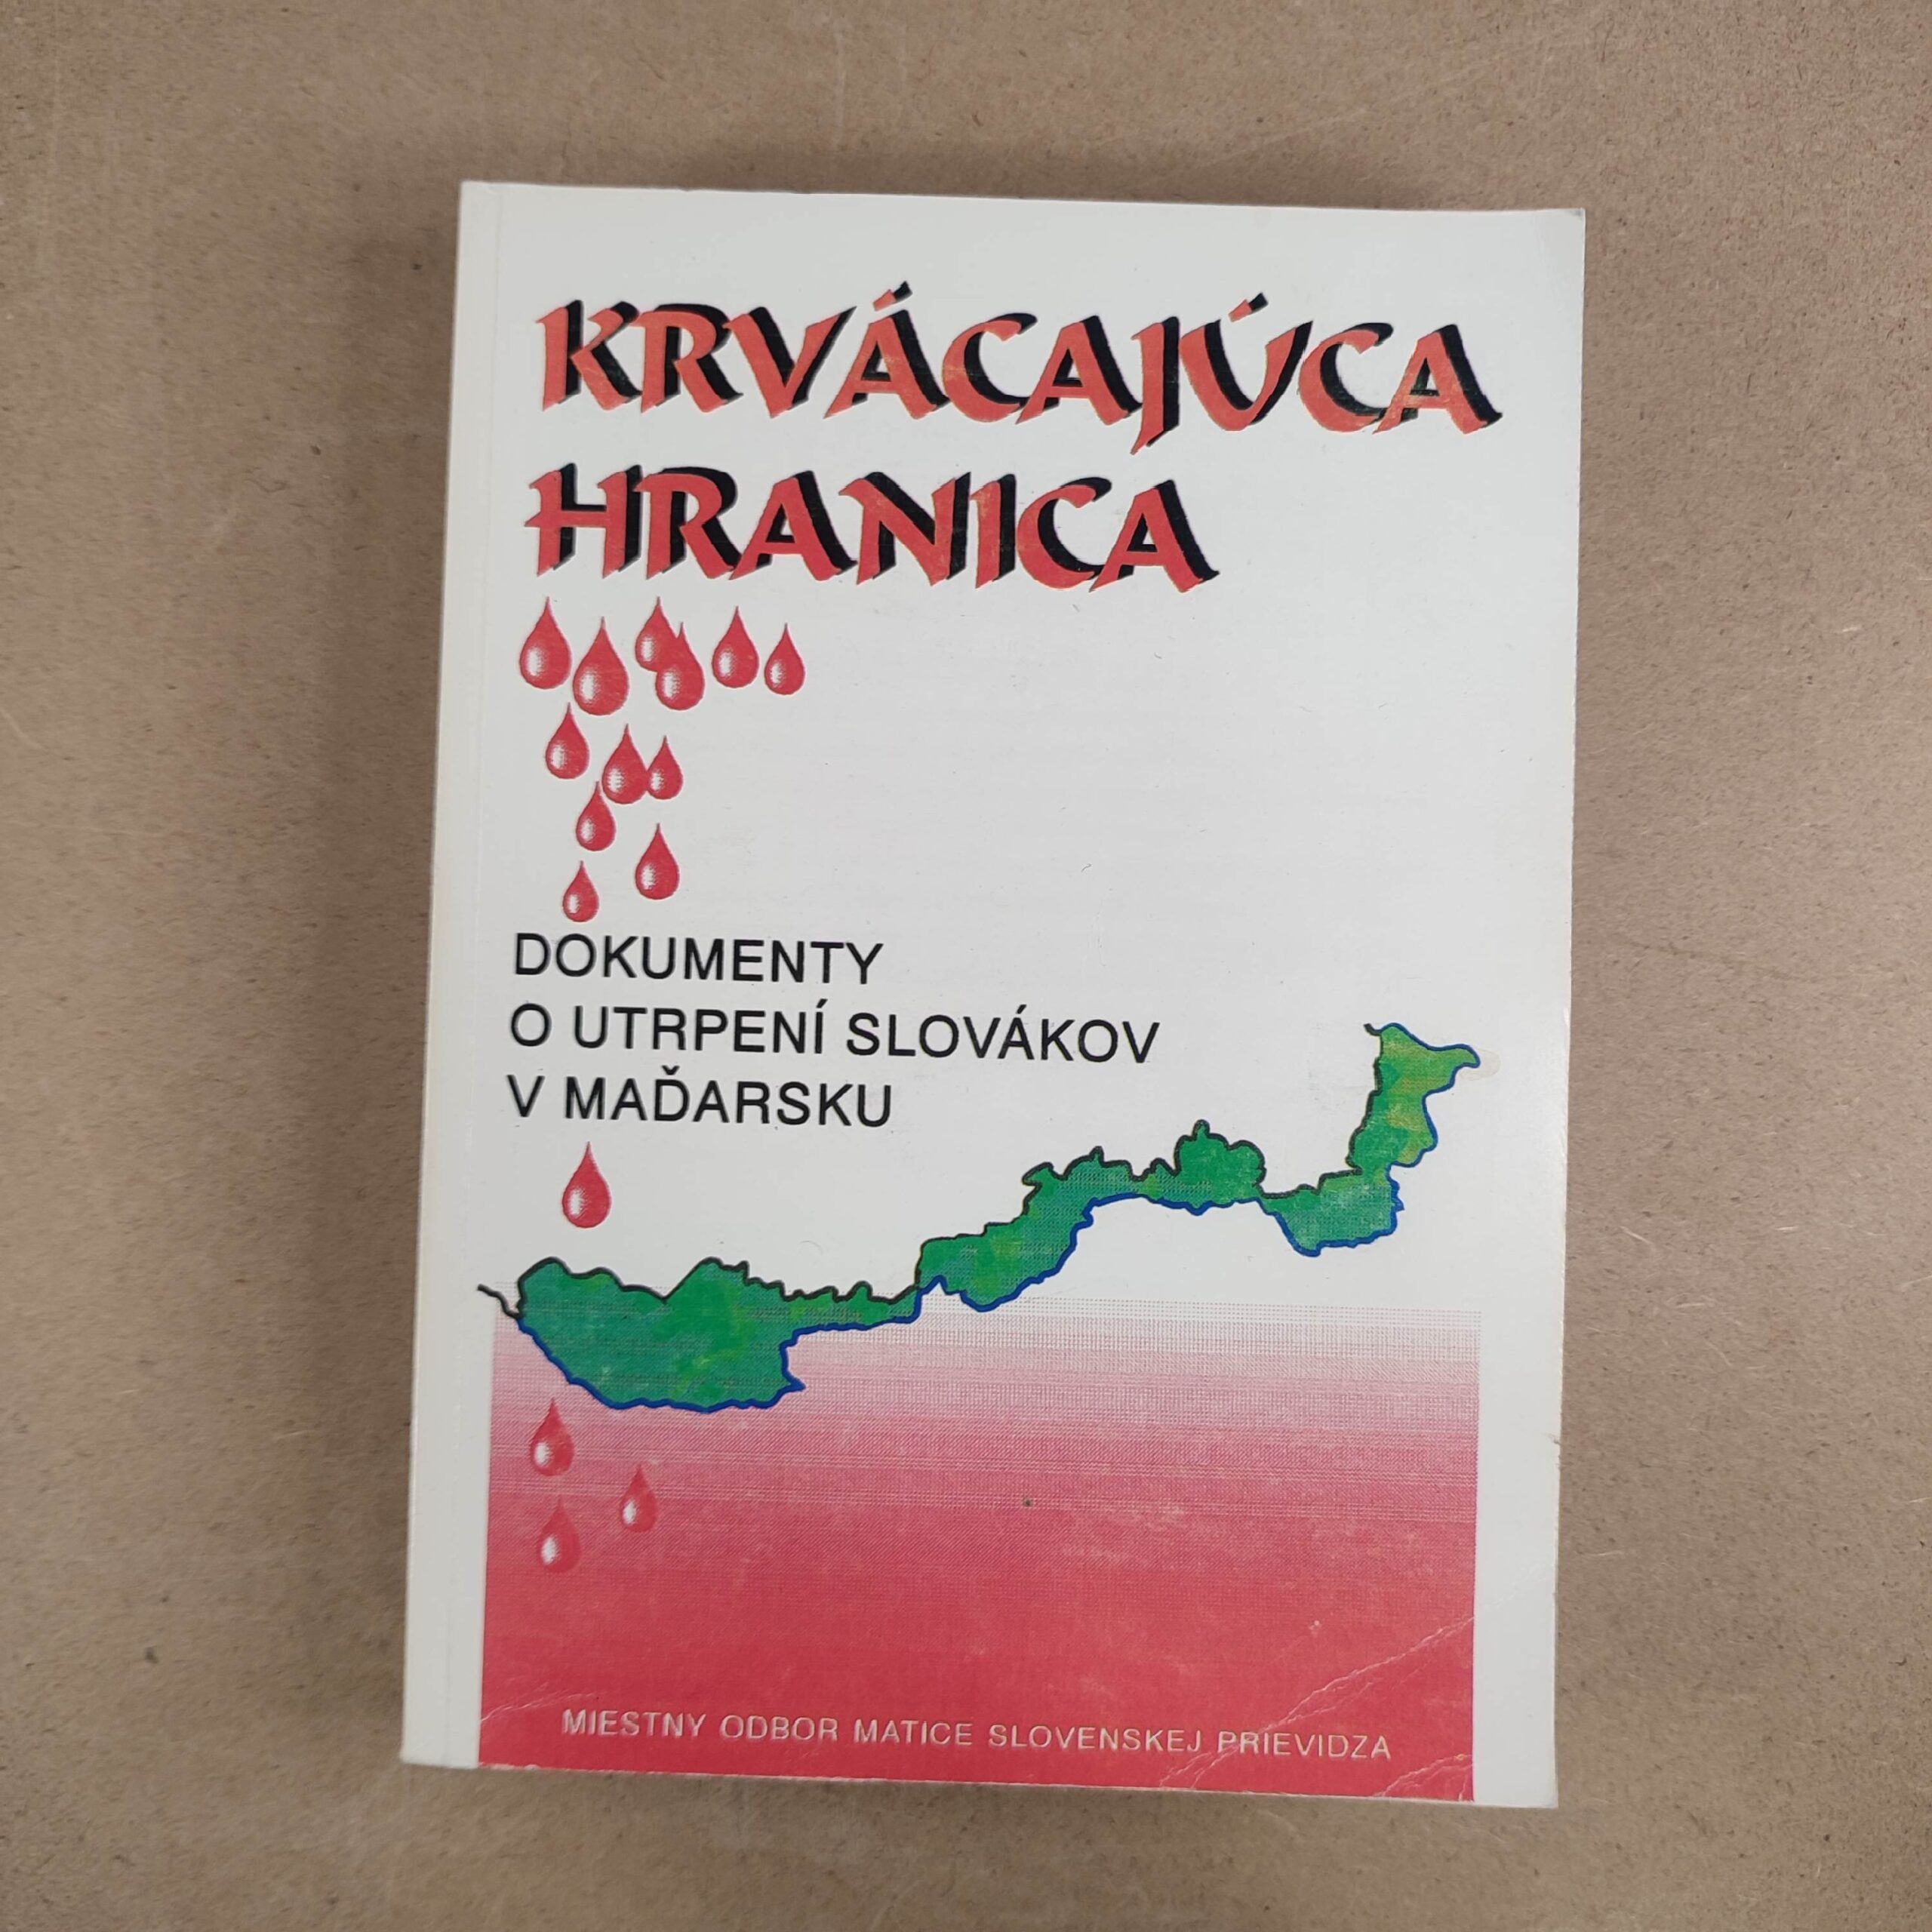 KRVÁCAJÚCA
HRANICA
DOKUMENTY
O UTRPENÍ SLOVÁKOV
V MAĎARSKU
MIESTNY ODBOR MATICE SLOVENSKEJ PRIEVIDZA